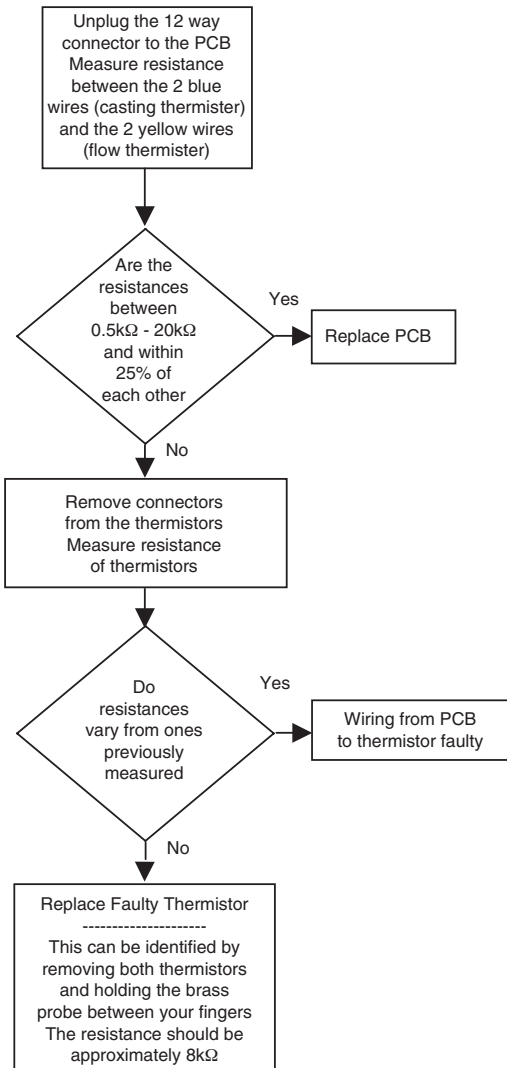 Unplug the 12 way
connector to the PCB
Measure resistance
between the 2 blue
wires (casting thermister)
and the 2 yellow wires
(flow thermister)
Are the
resistances
between
0.5kΩ - 20kΩ
and within
25% of
each other
Yes
Replace PCB
No
Remove connectors
from the thermistors
Measure resistance
of thermistors
Do
resistances
vary from ones
previously
measured
Yes
Wiring from PCB
to thermistor faulty
No
Replace Faulty Thermistor
---------------------
This can be identified by
removing both thermistors
and holding the brass
probe between your fingers
The resistance should be
approximately 8kΩ